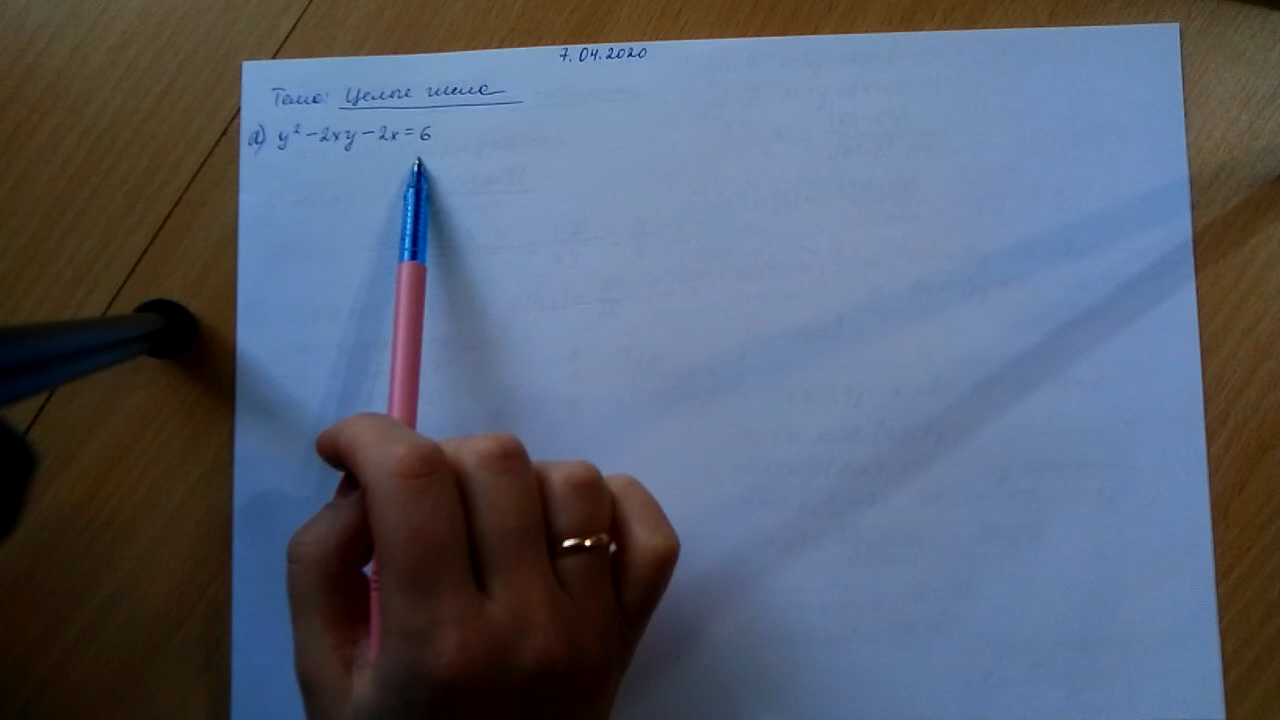 7.04.2020
Тема: Целые числа
а) y² - 2xy - 2x = 6